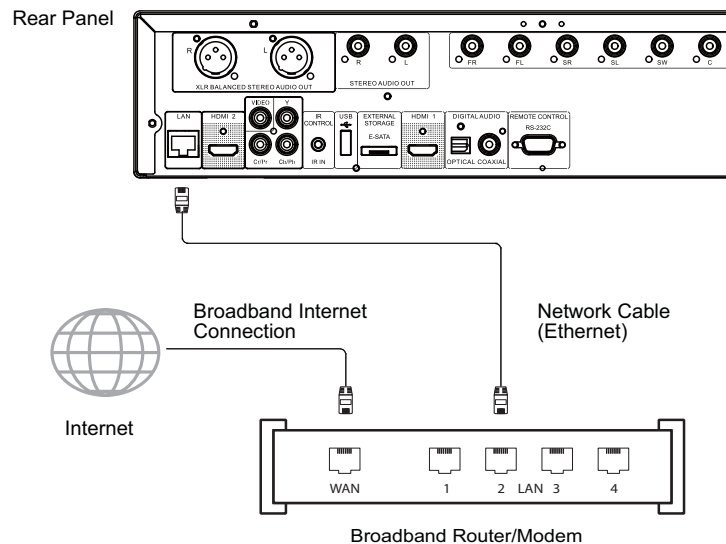 Rear Panel
R
L
XLR BALANCED STEREO AUDIO OUT
R
L
STEREO AUDIO OUT
FR
FL
SR
SL
SW
C
LAN
HDMI 2
VIDEO
Y
Cr/Pr
Cb/Pb
IR
CONTROL
IR IN
USB
EXTERNAL
STORAGE
E-SATA
HDMI 1
DIGITAL AUDIO
OPTICAL
COAXIAL
REMOTE CONTROL
RS-232C
Broadband Internet
Connection
Network Cable
(Ethernet)
Internet
WAN
1
2
LAN
3
4
Broadband Router/Modem